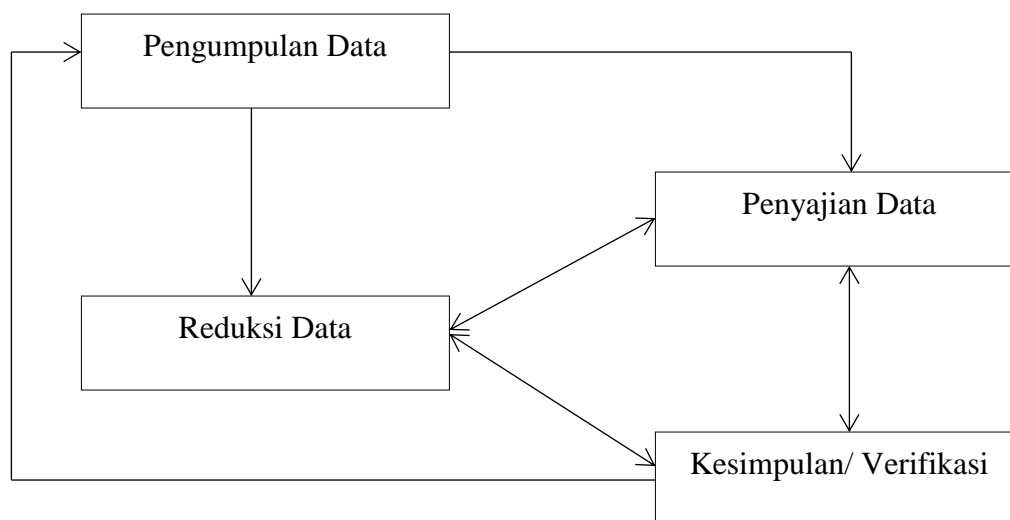 Pengumpulan Data
Penyajian Data
Reduksi Data
Kesimpulan/ Verifikasi